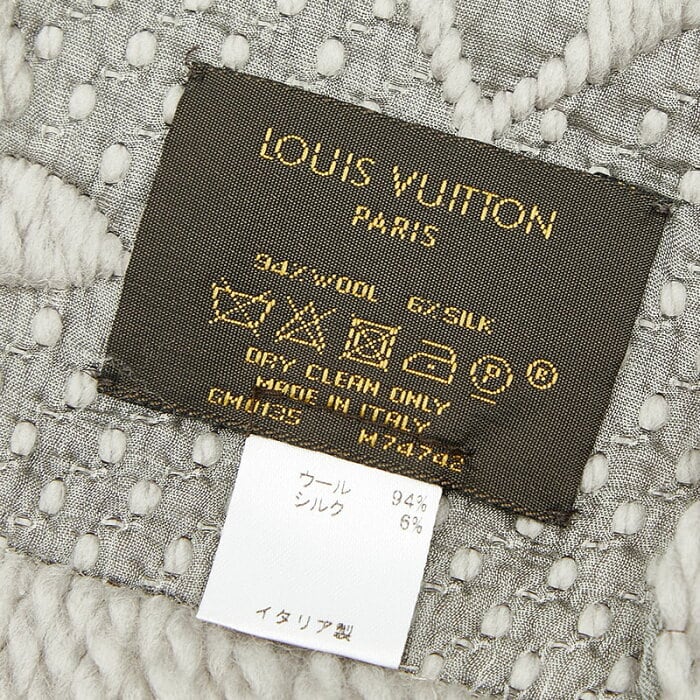 LOUIS VUITTON
PARIS
94%WOOL 6%SILK
P R
DRY CLEAN ONLY
MADE IN ITALY
GM0135 M74742
ウール 94%
シルク 6%
イタリア製